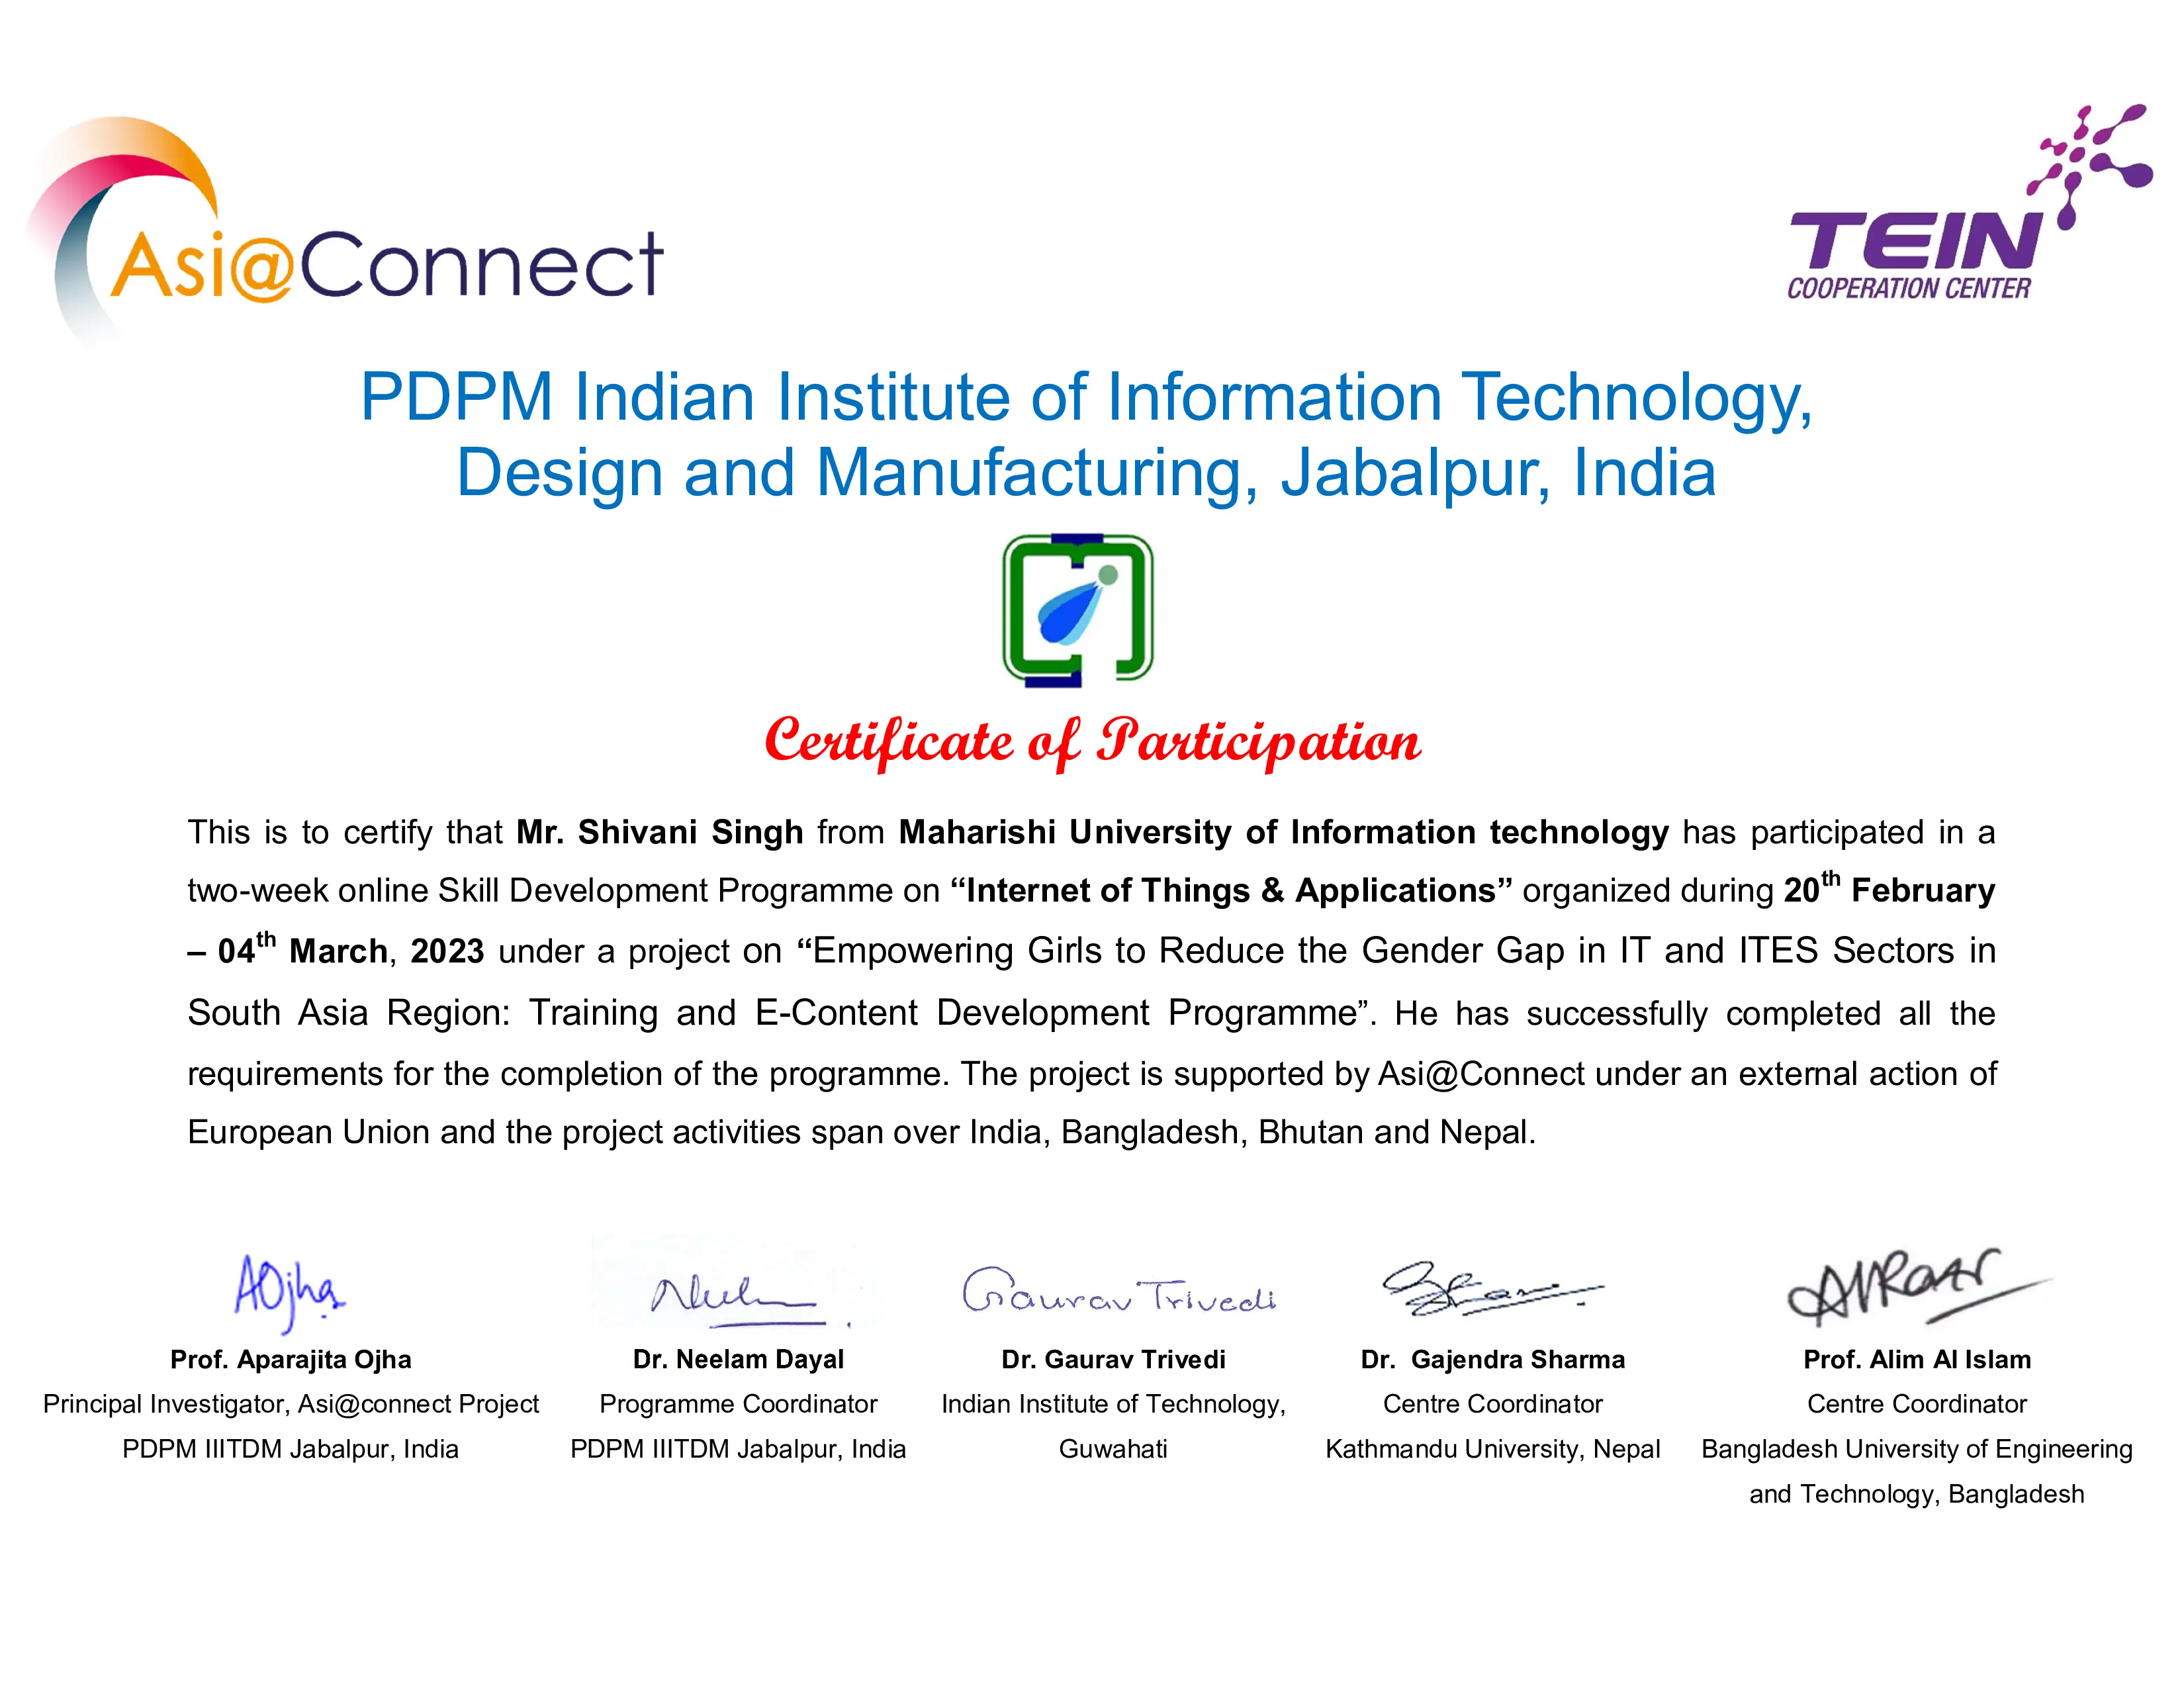 Asi@Connect
TEIN
COOPERATION CENTER
PDPM Indian Institute of Information Technology,
Design and Manufacturing, Jabalpur, India
Certificate of Participation
This is to certify that Mr. Shivani Singh from Maharishi University of Information technology has participated in a
two-week online Skill Development Programme on “Internet of Things & Applications” organized during 20th February
– 04th March, 2023 under a project on “Empowering Girls to Reduce the Gender Gap in IT and ITES Sectors in
South Asia Region: Training and E-Content Development Programme”. He has successfully completed all the
requirements for the completion of the programme. The project is supported by Asi@Connect under an external action of
European Union and the project activities span over India, Bangladesh, Bhutan and Nepal.
AOjha
Gaurav Trivedi
Prof. Aparajita Ojha
Principal Investigator, Asi@connect Project
PDPM IIITDM Jabalpur, India
Dr. Neelam Dayal
Programme Coordinator
PDPM IIITDM Jabalpur, India
Dr. Gaurav Trivedi
Indian Institute of Technology,
Guwahati
Dr. Gajendra Sharma
Centre Coordinator
Kathmandu University, Nepal
Prof. Alim Al Islam
Centre Coordinator
Bangladesh University of Engineering
and Technology, Bangladesh